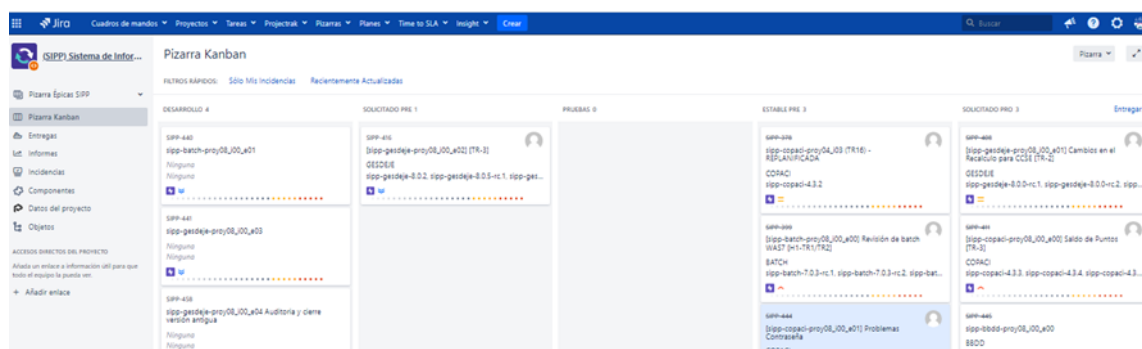 Jira
Cuadros de mandos Proyectos Tareas Projectrak Pizarras Planes Time to SLA Insight Crear
Buscar
(SIPP) Sistema de Infor...
Pizarra Kanban
Pizarra
FILTROS RÁPIDOS: Sólo Mis Incidencias Recientemente Actualizadas
Pizarra Épicas SIPP
Pizarra Kanban
Entregas
Informes
Incidencias
Componentes
Datos del proyecto
Objetos
ACCESOS DIRECTOS DEL PROYECTO
Añada un enlace a información útil para que
todo el equipo la pueda ver.
+ Añadir enlace
DESARROLLO 4
SIPP-440
sipp-batch-proy08_I00_e01
Ninguna
Ninguna
SIPP-441
sipp-gesdeje-proy08_I00_e03
Ninguna
Ninguna
SIPP-458
sipp-gesdeje-proy08_I00_e04 Auditoria y cierre
versión antigua
Ninguna
Ninguna
SOLICITADO PRE 1
SIPP-416
[sipp-gesdeje-proy08_I00_e02] [TR-3]
GESDEJE
sipp-gesdeje-8.0.2, sipp-gesdeje-8.0.5-rc.1, sipp-ges...
PRUEBAS 0
ESTABLE PRE 3
SIPP-378
sipp-copaci-proy04_I03 (TR16) -
REPLANIFICADA
COPACI
sipp-copaci-4.3.2
SIPP-399
[sipp-batch-proy08_I00_e00] Revisión de batch
WAS7 [H1-TR1/TR2]
BATCH
sipp-batch-7.0.3-rc.1, sipp-batch-7.0.3-rc.2, sipp-bat...
SIPP-444
[sipp-copaci-proy08_I00_e01] Problemas
Contraseña
SOLICITADO PRO 3
Entregar
SIPP-408
[sipp-gesdeje-proy08_I00_e01] Cambios en el
Recalculo para CCSE [TR-2]
GESDEJE
sipp-gesdeje-8.0.0-rc.1, sipp-gesdeje-8.0.0-rc.2, sipp...
SIPP-411
[sipp-copaci-proy08_I00_e00] Saldo de Puntos
[TR-3]
COPACI
sipp-copaci-4.3.3, sipp-copaci-4.3.4, sipp-copaci-4.3...
SIPP-445
sipp-bbdd-proy08_I00_e00
BBDD